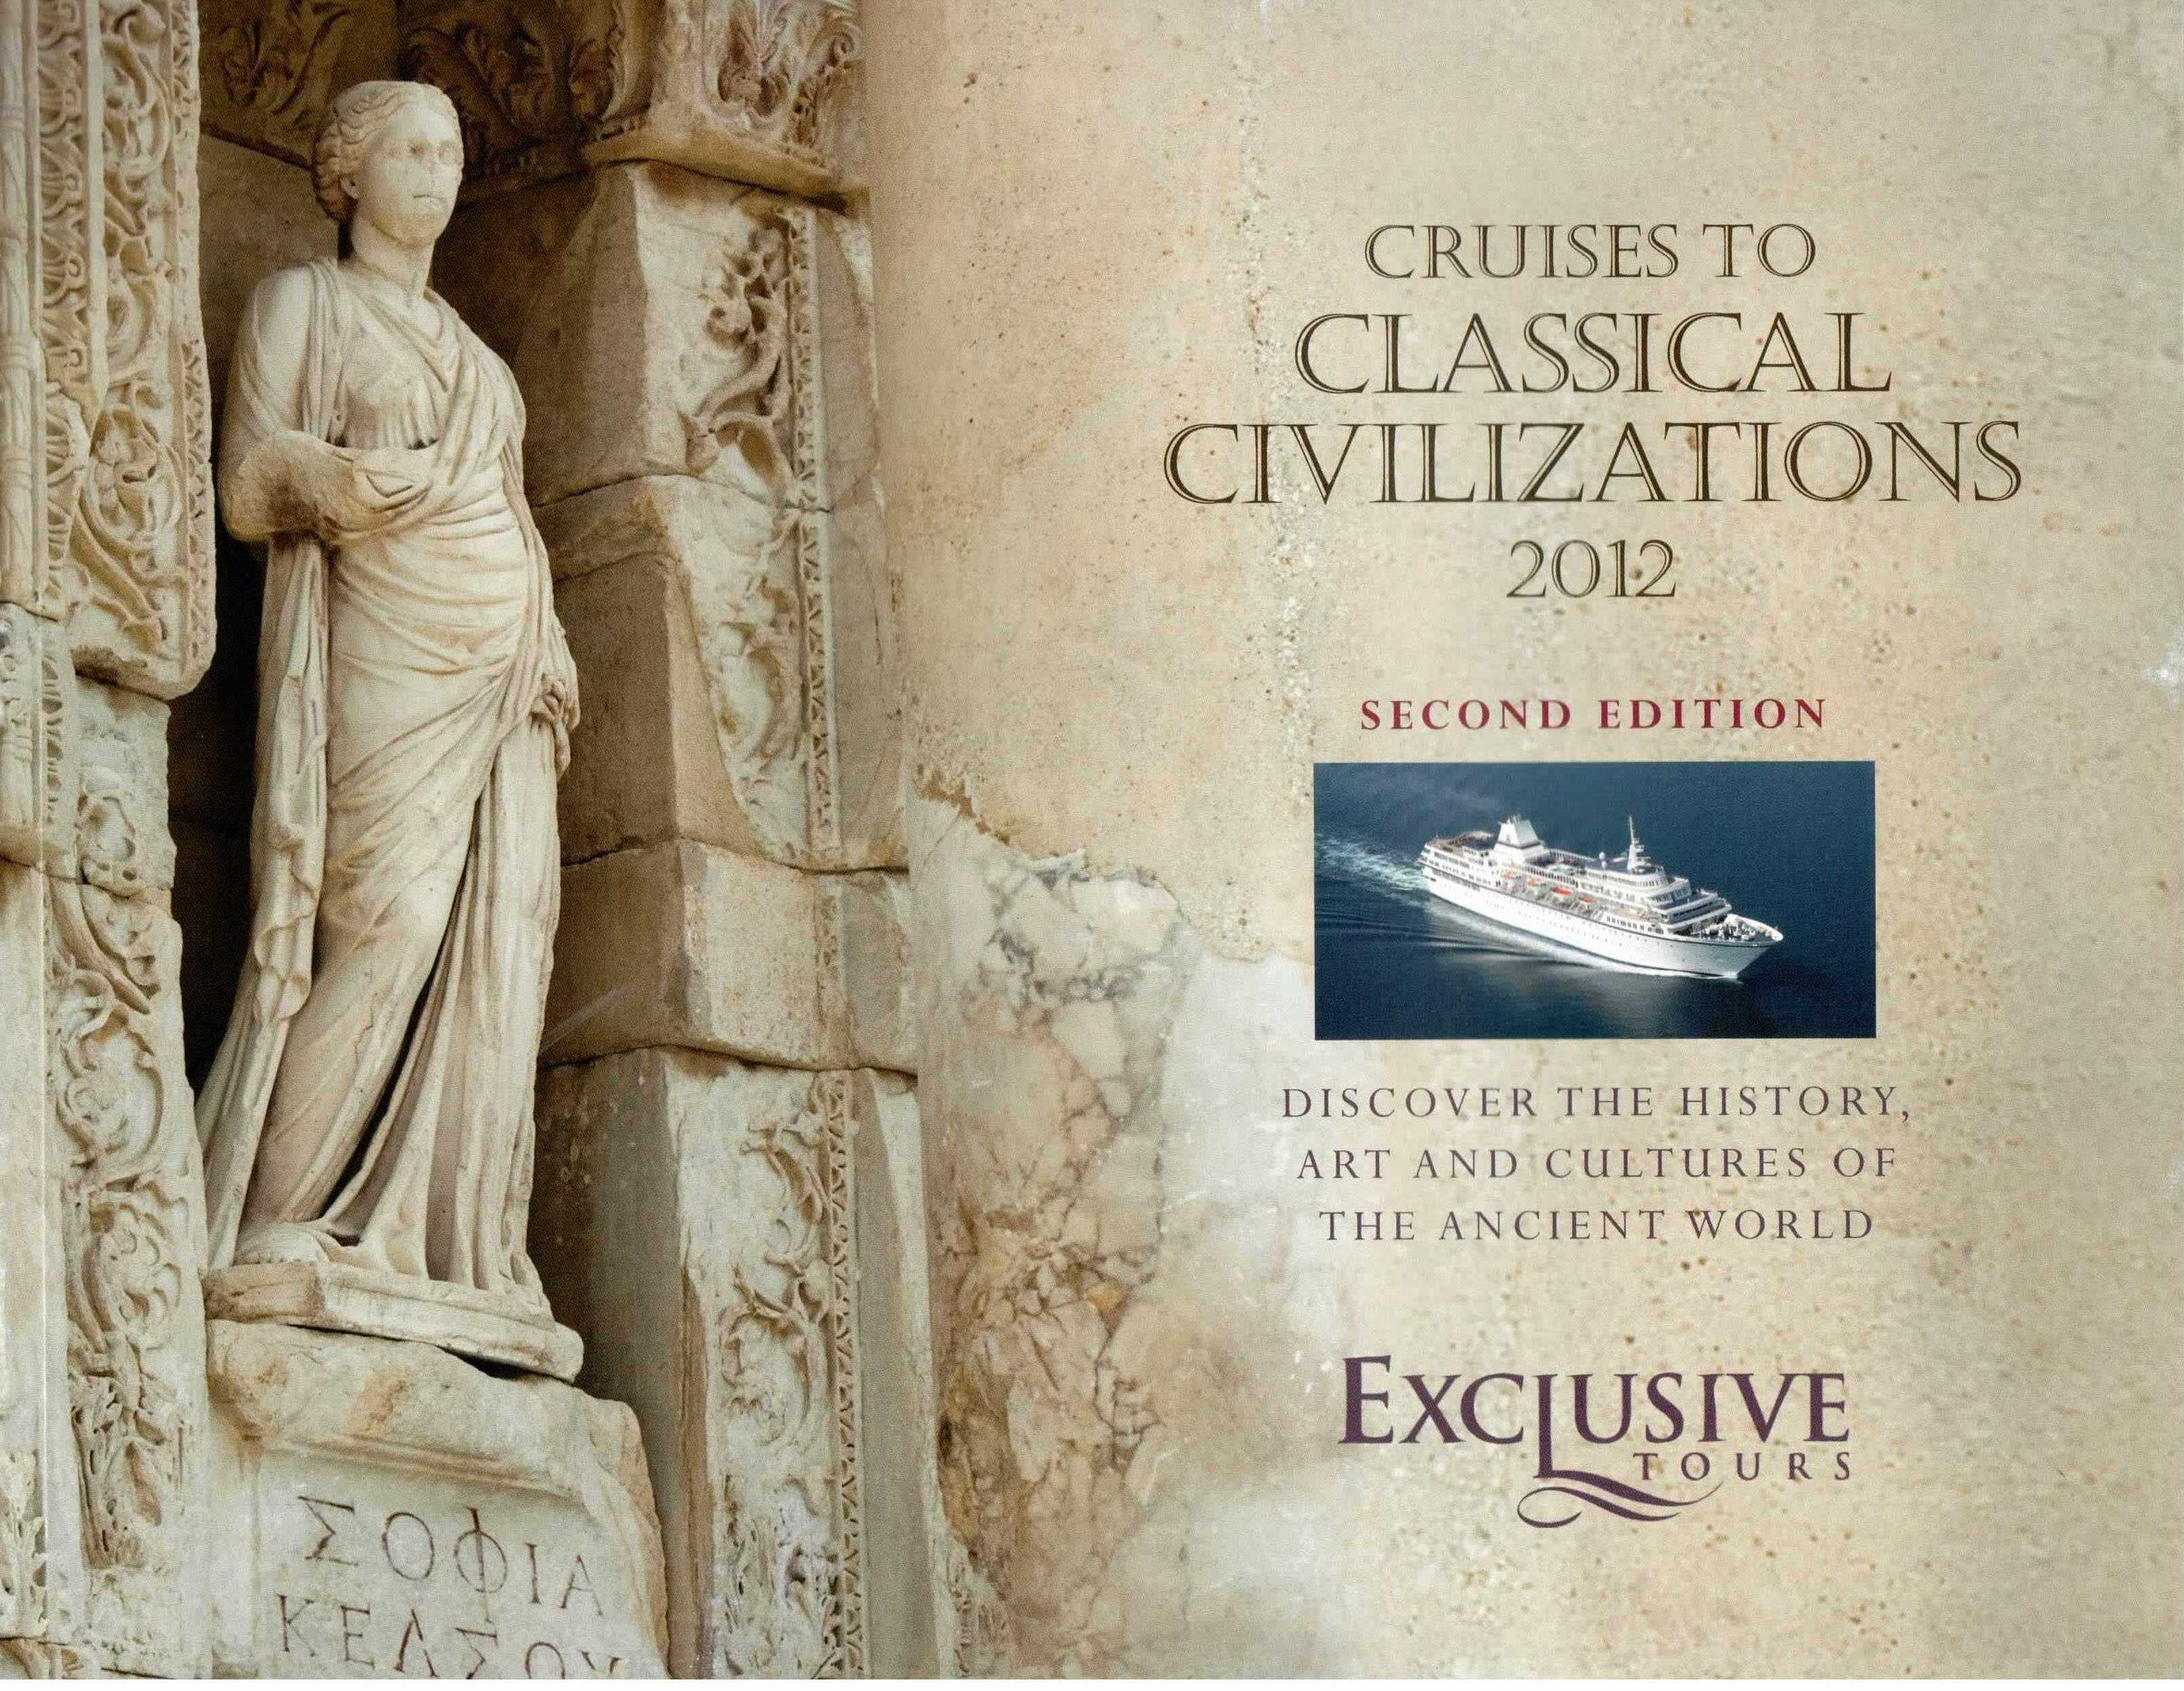 CRUISES TO
CLASSICAL
CIVILIZATIONS
2012
SECOND EDITION
DISCOVER THE HISTORY,
ART AND CULTURES OF
THE ANCIENT WORLD
EXCLUSIVE
TOURS
ΣΟΦΙΑ
ΚΕΛΣΟΥ